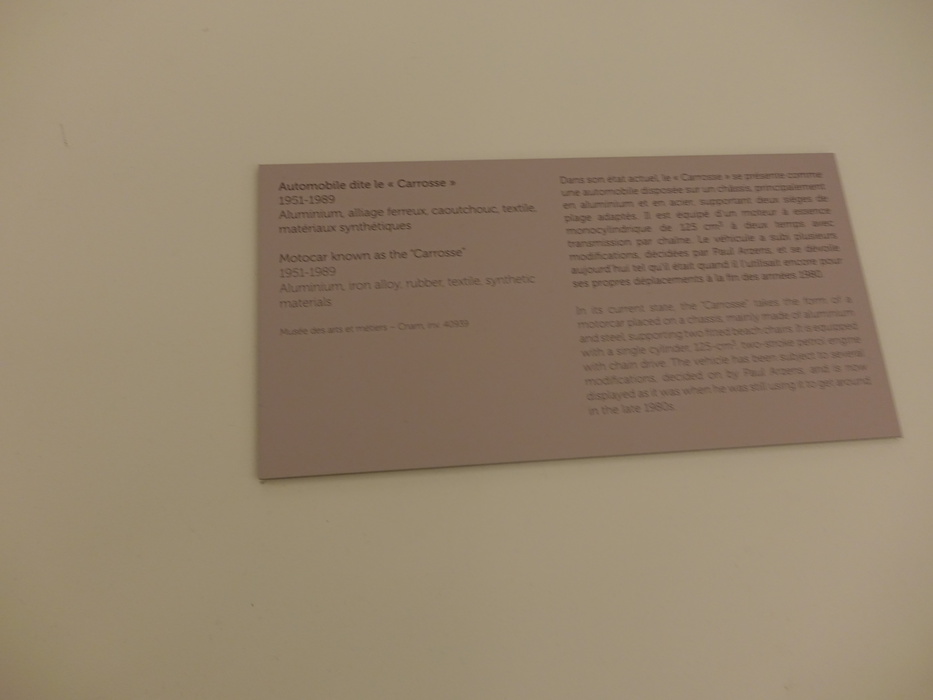 Automobile dite le « Carrosse »
1951-1989
Aluminium, alliage ferreux, caoutchouc, textile,
matériaux synthétiques
Motocar known as the "Carrosse"
1951-1989
Aluminium, iron alloy, rubber, textile, synthetic
materials
Musée des arts et métiers – Cnam, inv. 40939
Dans son état actuel, le « Carrosse » se présente comme
une automobile disposée sur un châssis, principalement
en aluminium et en acier, supportant deux sièges de
plage adaptés. Il est équipé d'un moteur à essence
monocylindrique de 125 cm³ à deux temps avec
transmission par chaîne. Le véhicule a subi plusieurs
modifications, décidées par Paul Arzens, et se dévoile
aujourd'hui tel qu'il était quand il l'utilisait encore pour
ses propres déplacements à la fin des années 1980.
In its current state, the "Carrosse" takes the form of a
motorcar placed on a chassis, mainly made of aluminium
and steel, supporting two fitted beach chairs. It is equipped
with a single cylinder, 125-cm³, two-stroke petrol engine
with chain drive. The vehicle has been subject to several
modifications, decided on by Paul Arzens, and is now
displayed as it was when he was still using it to get around
in the late 1980s.